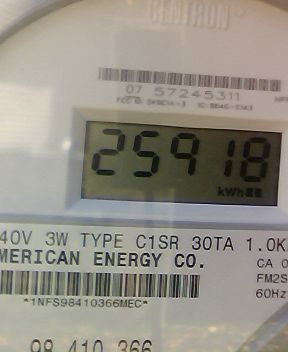 CENTRON®
07 57245311
25918
kWh
40V 3W TYPE C1SR 30TA 1.0K
MERICAN ENERGY CO.
CA 0
FM2S
60Hz
*1NFS98410366MEC*
98 410 366